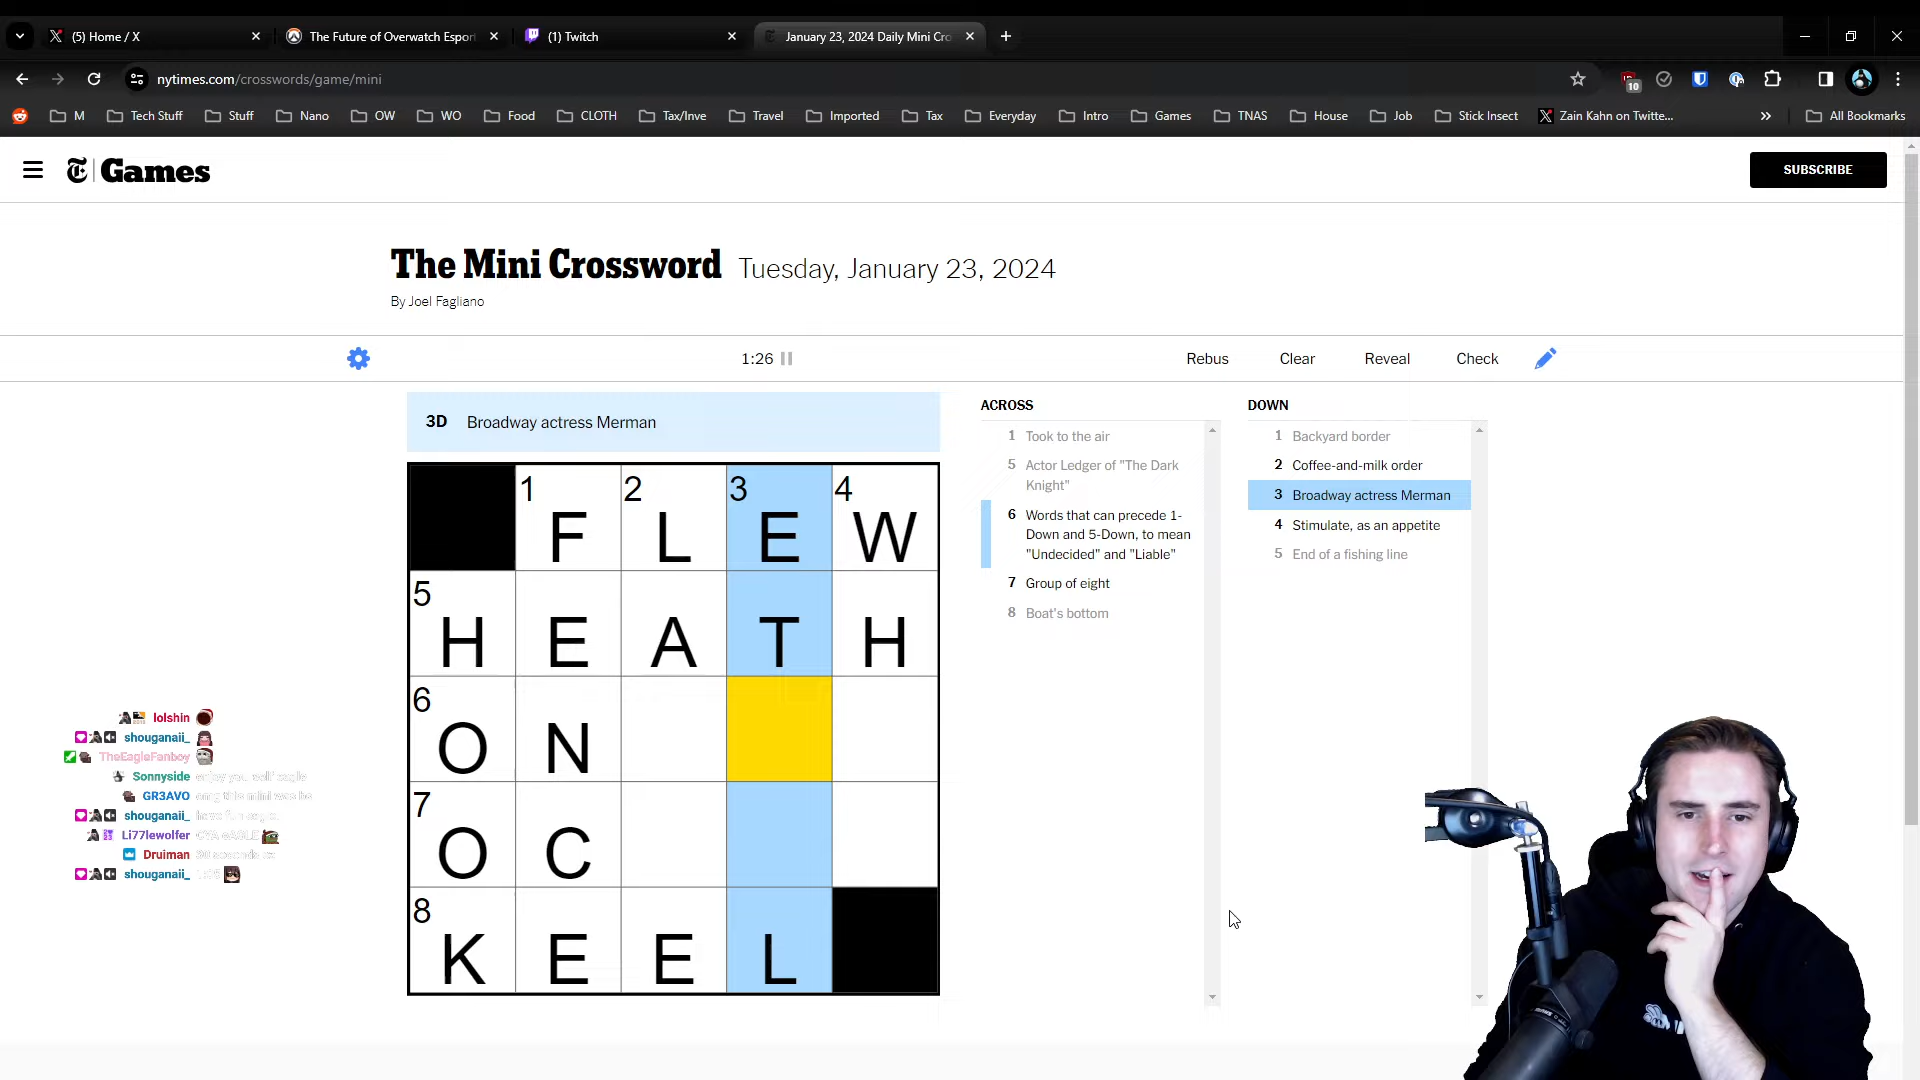 (5) Home / X
The Future of Overwatch Esport
(1) Twitch
January 23, 2024 Daily Mini Cro
nytimes.com/crosswords/game/mini
10
M
Tech Stuff
Stuff
Nano
OW
WO
Food
CLOTH
Tax/Inve
Travel
Imported
Tax
Everyday
Intro
Games
TNAS
House
Job
Stick Insect
Zain Kahn on Twitte...
All Bookmarks
Games
SUBSCRIBE
The Mini Crossword Tuesday, January 23, 2024
By Joel Fagliano
1:26
Rebus
Clear
Reveal
Check
3D Broadway actress Merman
1 F
2 L
3 E
4 W
5 H
E
A
T
H
6 O
N
7 O
C
8 K
E
E
L
ACROSS
1 Took to the air
5 Actor Ledger of "The Dark
Knight"
6 Words that can precede 1-
Down and 5-Down, to mean
"Undecided" and "Liable"
7 Group of eight
8 Boat's bottom
DOWN
1 Backyard border
2 Coffee-and-milk order
3 Broadway actress Merman
4 Stimulate, as an appetite
5 End of a fishing line
lolshin
shouganaii_
TheEagleFanboy
Sonnyside
GR3AVO omg this mini was
shouganaii_
Li77lewolfer
Druiman
shouganaii_